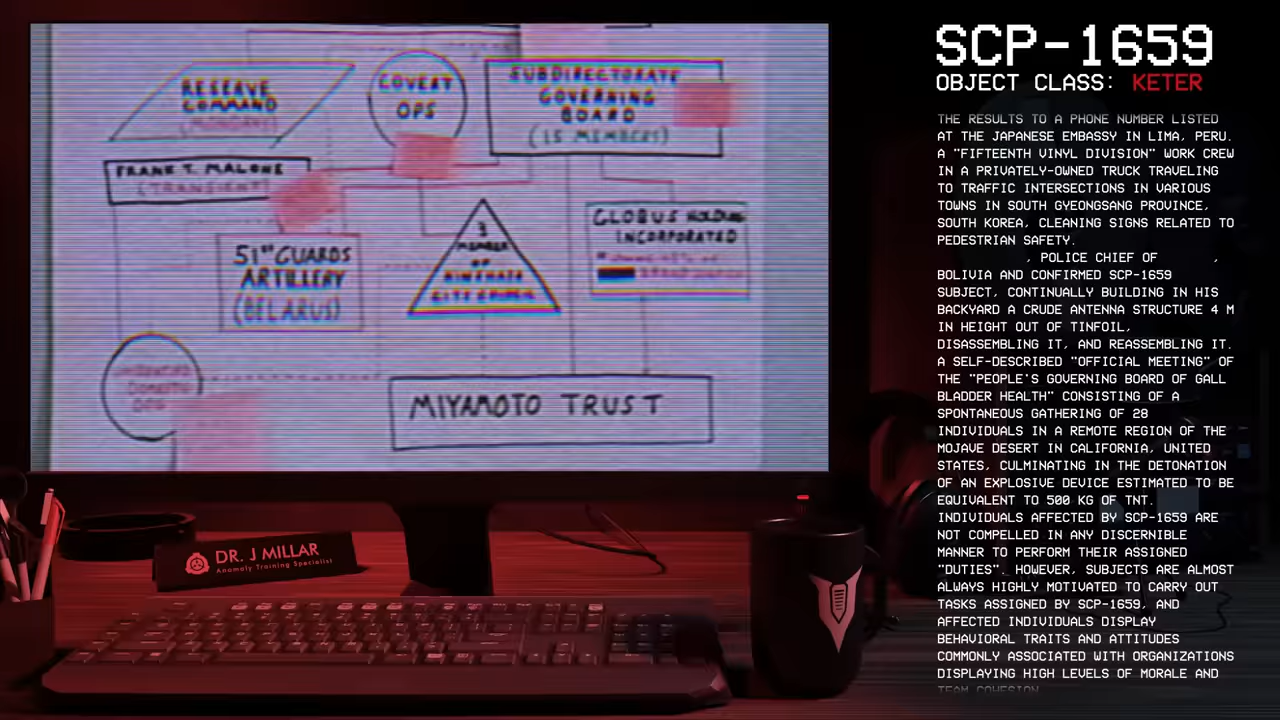 SCP-1659
OBJECT CLASS: KETER
RESERVE
COMMAND
(MONDAY)
COVERT
OPS
SUBDIRECTORATE
GOVERNING
BOARD
(15 MEMBERS)
FRANK T. MALONE
(TRANSIENT)
51ST GUARDS
ARTILLERY
(BELARUS)
3
MEMBER
OF
GLOBUS HOLDING
INCORPORATED
MIYAMOTO TRUST
DR. J MILLAR
Anomaly Training Specialist
THE RESULTS TO A PHONE NUMBER LISTED
AT THE JAPANESE EMBASSY IN LIMA, PERU.
A "FIFTEENTH VINYL DIVISION" WORK CREW
IN A PRIVATELY-OWNED TRUCK TRAVELING
TO TRAFFIC INTERSECTIONS IN VARIOUS
TOWNS IN SOUTH GYEONGSANG PROVINCE,
SOUTH KOREA, CLEANING SIGNS RELATED TO
PEDESTRIAN SAFETY.
, POLICE CHIEF OF ,
BOLIVIA AND CONFIRMED SCP-1659
SUBJECT, CONTINUALLY BUILDING IN HIS
BACKYARD A CRUDE ANTENNA STRUCTURE 4 M
IN HEIGHT OUT OF TINFOIL,
DISASSEMBLING IT, AND REASSEMBLING IT.
A SELF-DESCRIBED "OFFICIAL MEETING" OF
THE "PEOPLE'S GOVERNING BOARD OF GALL
BLADDER HEALTH" CONSISTING OF A
SPONTANEOUS GATHERING OF 28
INDIVIDUALS IN A REMOTE REGION OF THE
MOJAVE DESERT IN CALIFORNIA, UNITED
STATES, CULMINATING IN THE DETONATION
OF AN EXPLOSIVE DEVICE ESTIMATED TO BE
EQUIVALENT TO 500 KG OF TNT.
INDIVIDUALS AFFECTED BY SCP-1659 ARE
NOT COMPELLED IN ANY DISCERNIBLE
MANNER TO PERFORM THEIR ASSIGNED
"DUTIES". HOWEVER, SUBJECTS ARE ALMOST
ALWAYS HIGHLY MOTIVATED TO CARRY OUT
TASKS ASSIGNED BY SCP-1659, AND
AFFECTED INDIVIDUALS DISPLAY
BEHAVIORAL TRAITS AND ATTITUDES
COMMONLY ASSOCIATED WITH ORGANIZATIONS
DISPLAYING HIGH LEVELS OF MORALE AND
TEAM COHESION